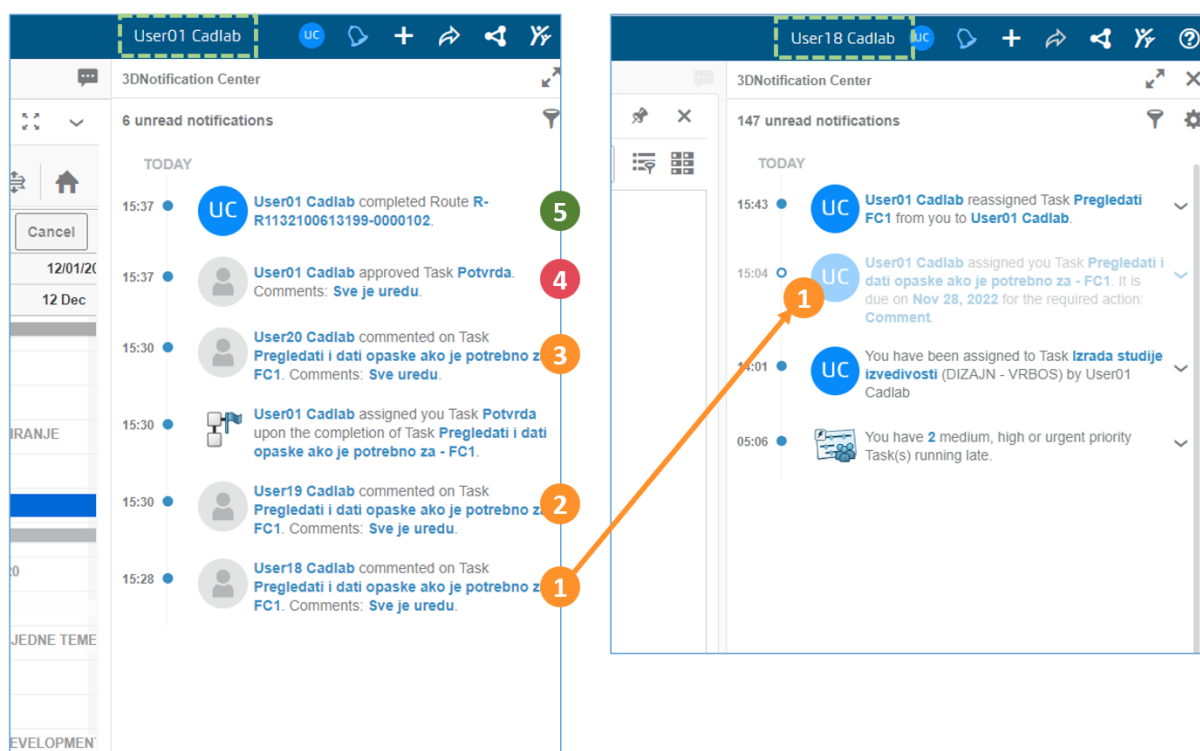 User01 Cadlab
UC
3DNotification Center
6 unread notifications
TODAY
15:37
UC
User01 Cadlab completed Route R-
R1132100613199-0000102.
5
15:37
User01 Cadlab approved Task Potvrda.
Comments: Sve je uredu.
4
15:30
User20 Cadlab commented on Task
Pregledati i dati opaske ako je potrebno z
FC1. Comments: Sve uredu.
3
15:30
User01 Cadlab assigned you Task Potvrda
upon the completion of Task Pregledati i dati
opaske ako je potrebno za - FC1.
15:30
User19 Cadlab commented on Task
Pregledati i dati opaske ako je potrebno z
FC1. Comments: Sve je uredu.
2
15:28
User18 Cadlab commented on Task
Pregledati i dati opaske ako je potrebno z
FC1. Comments: Sve je uredu.
1
Cancel
12/01/20
12 Dec
IRANJE
JEDNE TEME
EVELOPMEN
User18 Cadlab
UC
3DNotification Center
147 unread notifications
TODAY
15:43
UC
User01 Cadlab reassigned Task Pregledati
FC1 from you to User01 Cadlab.
15:04
UC
User01 Cadlab assigned you Task Pregledati i
dati opaske ako je potrebno za - FC1. It is
due on Nov 28, 2022 for the required action:
Comment.
1
4:01
UC
You have been assigned to Task Izrada studije
izvedivosti (DIZAJN - VRBOS) by User01
Cadlab
05:06
You have 2 medium, high or urgent priority
Task(s) running late.